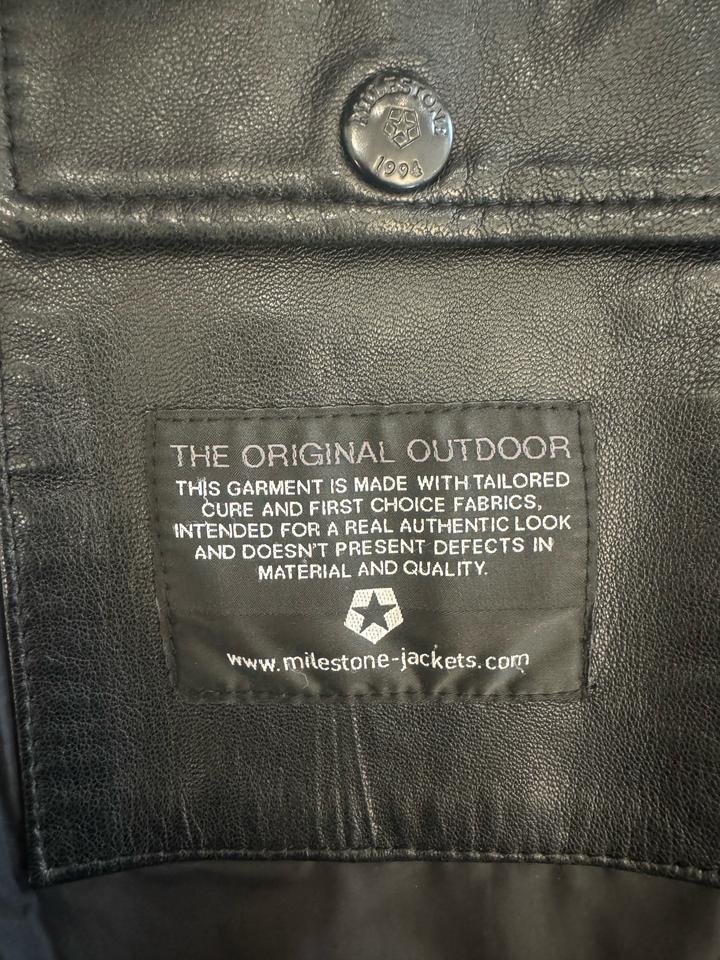 MILESTONE
1994
THE ORIGINAL OUTDOOR
THIS GARMENT IS MADE WITH TAILORED
CURE AND FIRST CHOICE FABRICS,
INTENDED FOR A REAL AUTHENTIC LOOK
AND DOESN'T PRESENT DEFECTS IN
MATERIAL AND QUALITY.
www.milestone-jackets.com